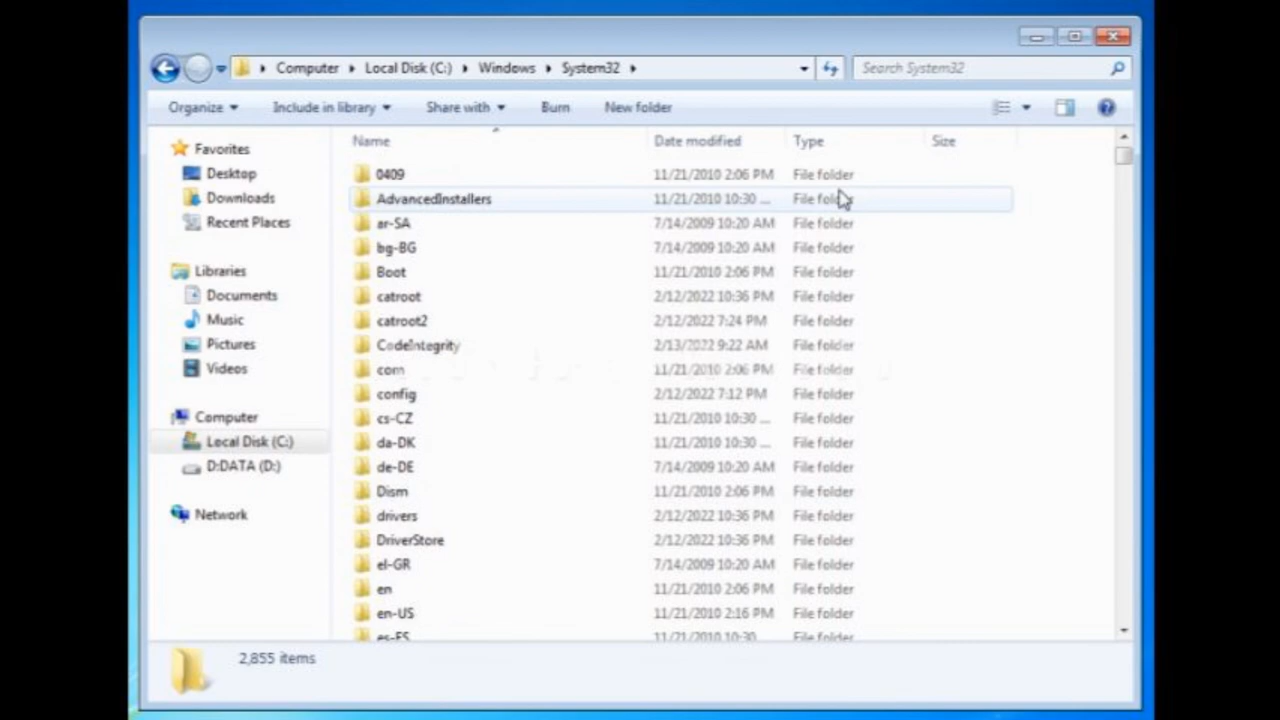 Computer Local Disk (C:) Windows System32 Search System32
Organize Include in library Share with Burn New folder
Name Date modified Type Size
Favorites
Desktop
Downloads
Recent Places
Libraries
Documents
Music
Pictures
Videos
Computer
Local Disk (C:)
D:DATA (D:)
Network
0409 11/21/2010 2:06 PM File folder
AdvancedInstallers 11/21/2010 10:30 ... File folder
ar-SA 7/14/2009 10:20 AM File folder
bg-BG 7/14/2009 10:20 AM File folder
Boot 11/21/2010 2:06 PM File folder
catroot 2/12/2022 10:36 PM File folder
catroot2 2/12/2022 7:24 PM File folder
CodeIntegrity 2/13/2022 9:22 AM File folder
com 11/21/2010 2:06 PM File folder
config 2/12/2022 7:12 PM File folder
cs-CZ 11/21/2010 10:30 ... File folder
da-DK 11/21/2010 10:30 ... File folder
de-DE 7/14/2009 10:20 AM File folder
Dism 11/21/2010 2:06 PM File folder
drivers 2/12/2022 10:36 PM File folder
DriverStore 2/12/2022 10:36 PM File folder
el-GR 7/14/2009 10:20 AM File folder
en 11/21/2010 2:06 PM File folder
en-US 11/21/2010 2:16 PM File folder
es-ES 11/21/2010 10:30 File folder
2,855 items